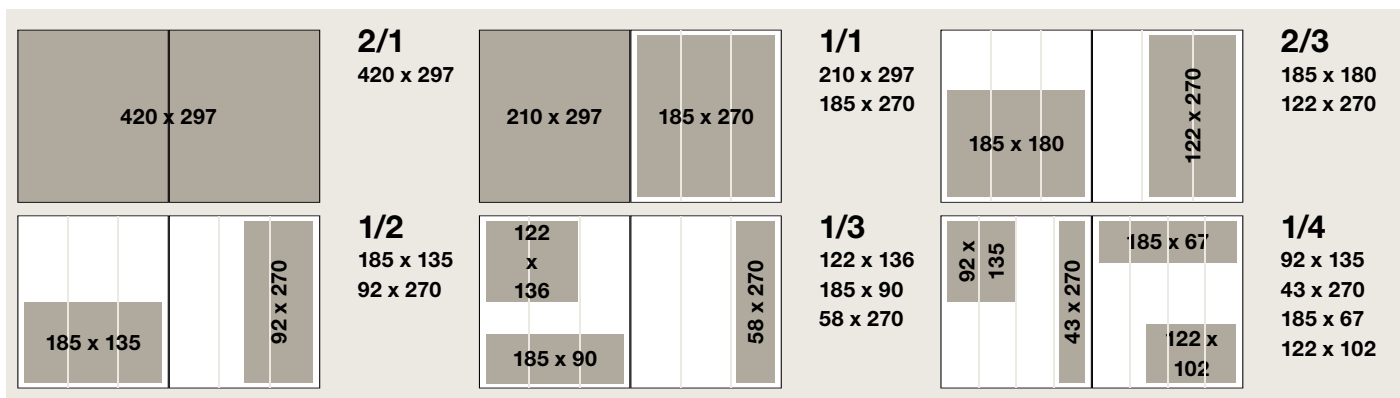 420 x 297
2/1
420 x 297
210 x 297
185 x 270
1/1
210 x 297
185 x 270
185 x 180
122 x 270
2/3
185 x 180
122 x 270
185 x 135
92 x 270
1/2
185 x 135
92 x 270
122
x
136
185 x 90
58 x 270
1/3
122 x 136
185 x 90
58 x 270
92 x
135
43 x 270
185 x 67
122 x
102
1/4
92 x 135
43 x 270
185 x 67
122 x 102